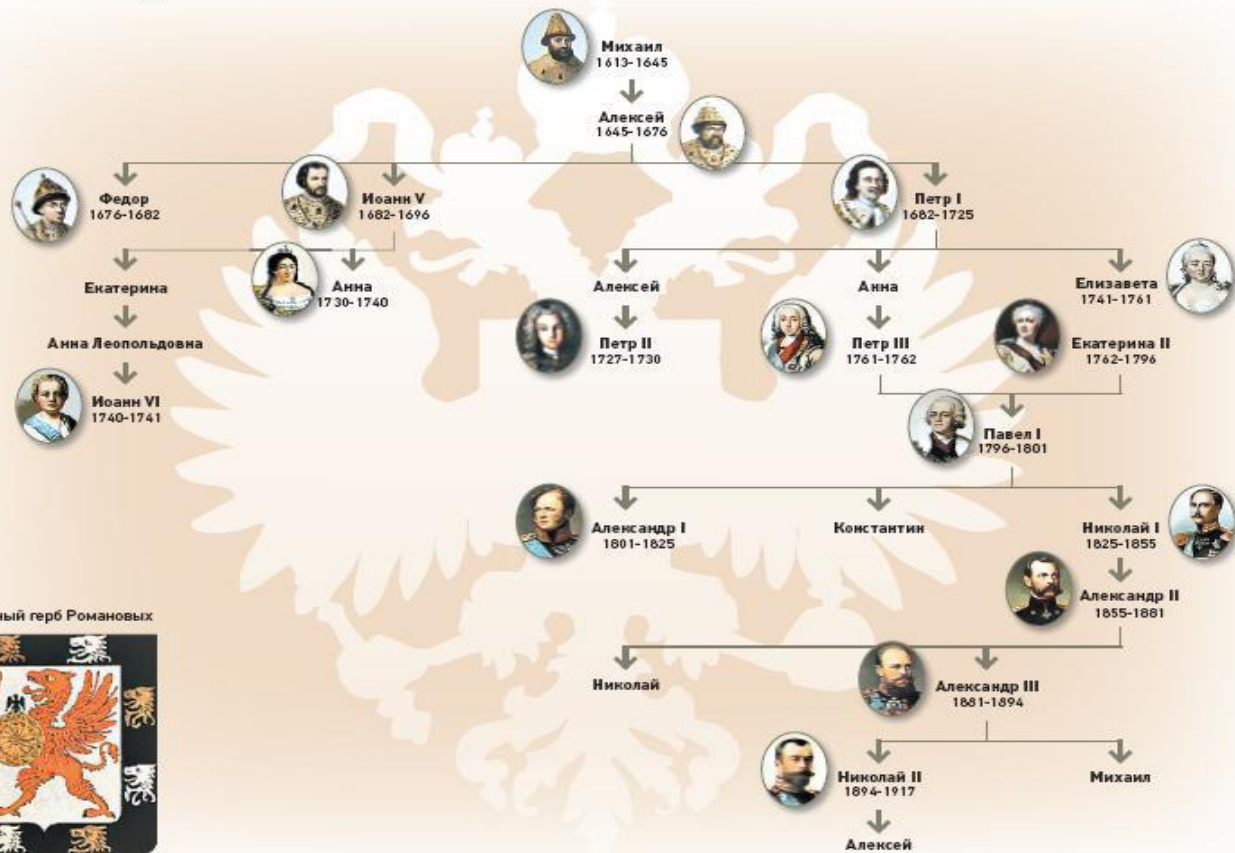 Михаил
1613-1645
Алексей
1645-1676
Федор
1676-1682
Иоанн V
1682-1696
Петр I
1682-1725
Екатерина
Анна
1730-1740
Алексей
Анна
Елизавета
1741-1761
Анна Леопольдовна
Петр II
1727-1730
Петр III
1761-1762
Екатерина II
1762-1796
Иоанн VI
1740-1741
Павел I
1796-1801
Александр I
1801-1825
Константин
Николай I
1825-1855
Александр II
1855-1881
ный герб Романовых
Николай
Александр III
1881-1894
Николай II
1894-1917
Михаил
Алексей